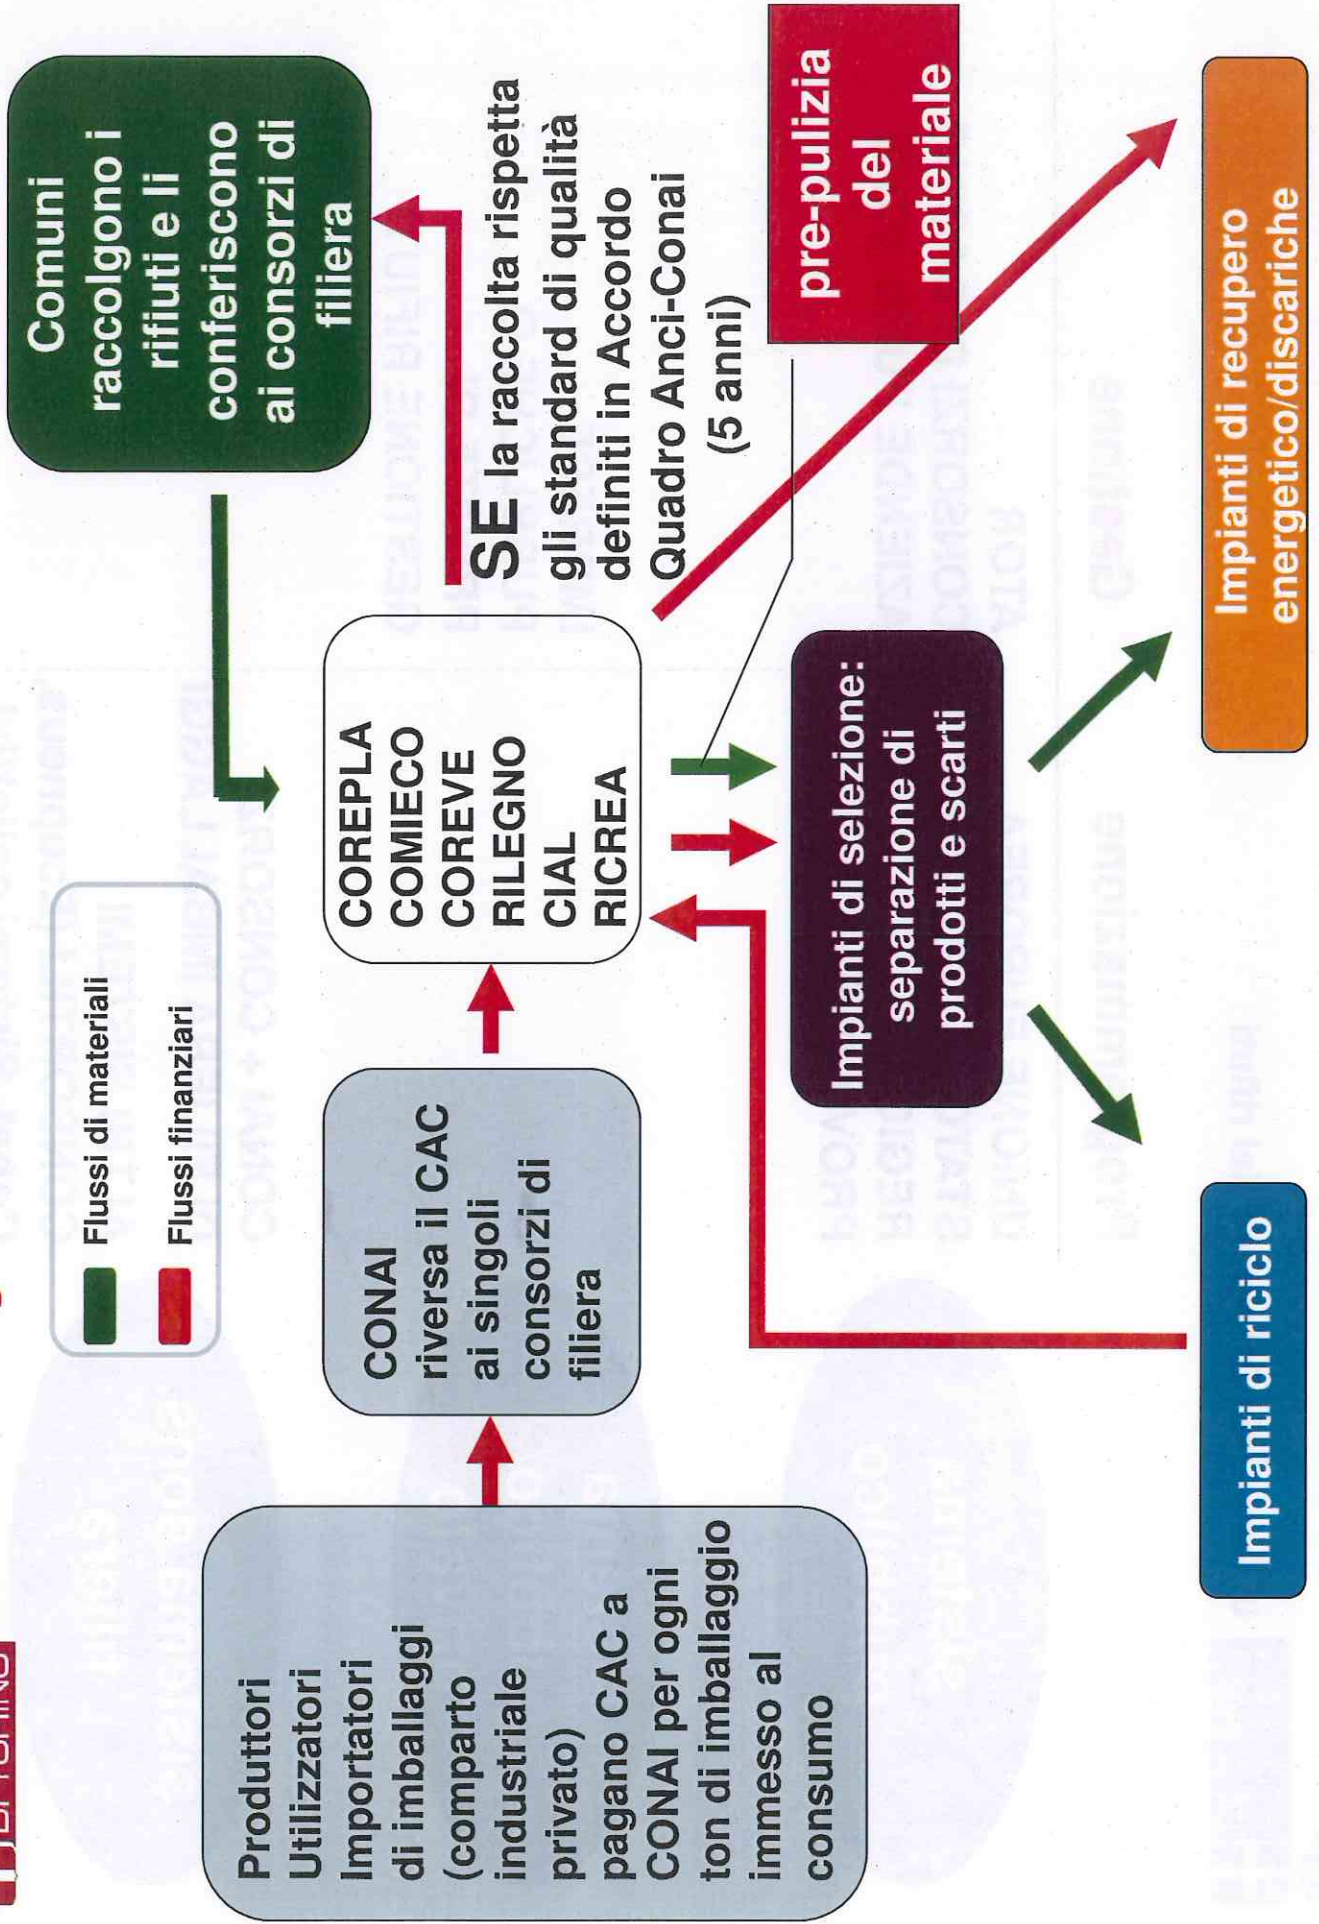 DI TORINO
Flussi di materiali
Flussi finanziari
Produttori
Utilizzatori
Importatori
di imballaggi
(comparto
industriale
privato)
pagano CAC a
CONAI per ogni
ton di imballaggio
immesso al
consumo
CONAI
riversa il CAC
ai singoli
consorzi di
filiera
COREPLA
COMIECO
COREVE
RILEGNO
CIAL
RICREA
Comuni
raccolgono i
rifiuti e li
conferiscono
ai consorzi di
filiera
SE la raccolta rispetta
gli standard di qualità
definiti in Accordo
Quadro Anci-Conai
(5 anni)
pre-pulizia
del
materiale
Impianti di selezione:
separazione di
prodotti e scarti
Impianti di riciclo
Impianti di recupero
energetico/discariche